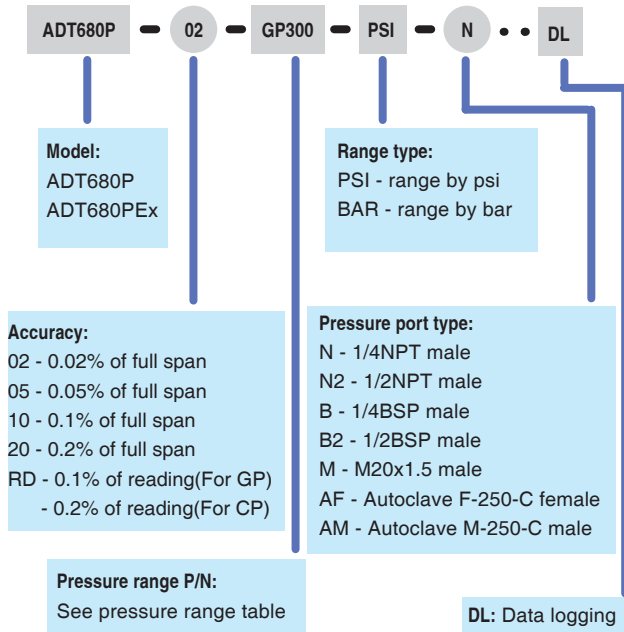 ADT680P - 02 - GP300 - PSI - N • • DL
Model:
ADT680P
ADT680PEx
Range type:
PSI - range by psi
BAR - range by bar
Accuracy:
02 - 0.02% of full span
05 - 0.05% of full span
10 - 0.1% of full span
20 - 0.2% of full span
RD - 0.1% of reading(For GP)
- 0.2% of reading(For CP)
Pressure port type:
N - 1/4NPT male
N2 - 1/2NPT male
B - 1/4BSP male
B2 - 1/2BSP male
M - M20x1.5 male
AF - Autoclave F-250-C female
AM - Autoclave M-250-C male
Pressure range P/N:
See pressure range table
DL: Data logging